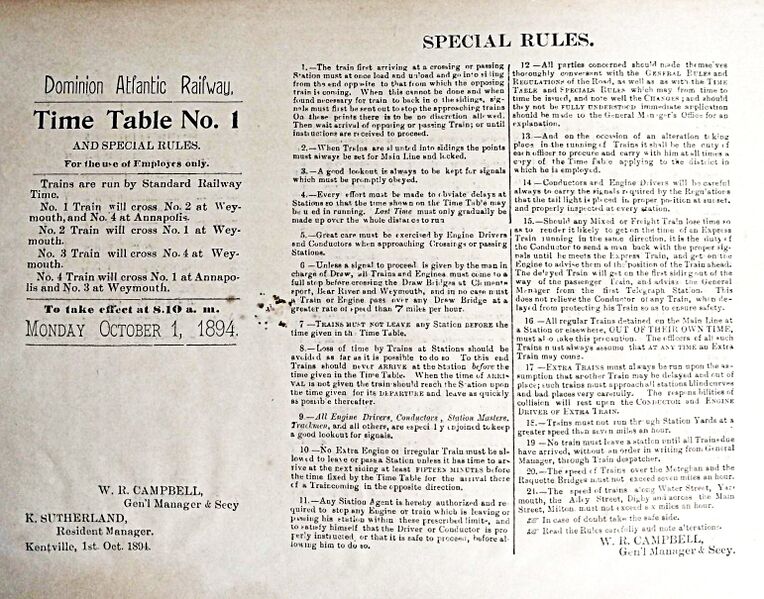 Dominion Atlantic Railway,
Time Table No. 1
AND SPECIAL RULES.
For the use of Employes only.
Trains are run by Standard Railway
Time.
No. 1 Train will cross No. 2 at Wey-
mouth, and No. 4 at Annapolis.
No. 2 Train will cross No. 1 at Wey-
mouth.
No. 3 Train will cross No. 4 at Wey-
mouth.
No. 4 Train will cross No. 1 at Annapo-
lis and No. 3 at Weymouth.
To take effect at 8.10 a. m.
MONDAY OCTOBER 1, 1894.
W. R. CAMPBELL,
Gen'l Manager & Secy
K. SUTHERLAND,
Resident Manager.
Kentville, 1st. Oct. 1894.
SPECIAL RULES.
1.—The train first arriving at a crossing or passing
Station must at once load and unload and go into siding
from the end opposite to that from which the opposing
train is coming. When this cannot be done and when
found necessary for train to back in to the sidings, sig-
nals must first be sent out to stop the approaching trains
On these points there is to be no discretion allowed.
Then wait arrival of opposing or passing Train; or until
instructions are received to proceed.
2.—When Trains are shunted into sidings the points
must always be set for Main Line and locked.
3.—A good lookout is always to be kept for signals
which must be promptly obeyed.
4.—Every effort must be made to obviate delays at
Stations so that the time shown on the Time Table may
be used in running. Lost Time must only gradually be
made up over the whole distance to run
5.—Great care must be exercised by Engine Drivers
and Conductors when approaching Crossings or passing
Stations.
6—Unless a signal to proceed is given by the man in
charge of Draw, all Trains and Engines must come to a
full stop before crossing the Draw Bridges at Clements-
port, Bear River and Weymouth, and in no case must
a Train or Engine pass over any Draw Bridge at a
greater rate of speed than 7 miles per hour.
7—TRAINS MUST NOT LEAVE any Station BEFORE the
time given in the Time Table.
8.—Loss of time by Trains at Stations should be
avoided as far as it is possible to do so To this end
Trains should NEVER ARRIVE at the Station before the
time given in the Time Table. When the time of ARRI-
VAL is not given the train should reach the Station upon
the time given for its DEPARTURE and leave as quickly
as possible thereafter.
9.—All Engine Drivers, Conductors, Station Masters,
Trackmen, and all others, are especially enjoined to keep
a good lookout for signals.
10—No Extra Engine or irregular Train must be al-
lowed to leave or pass a Station unless it has time to ar-
rive at the next siding at least FIFTEEN MINUTES before
the time fixed by the Time Table for the arrival there
of a Train coming in the opposite direction.
11.—Any Station Agent is hereby authorized and re-
quired to stop any Engine or train which is leaving or
passing his station within these prescribed limits, and
to satisfy himself that the Driver or Conductor is pro
perly instructed, or that it is safe to proceed, before al-
lowing him to do so.
12—All parties concerned should made themselves
thoroughly conversent with the GENERAL RULES and
REGULATIONS of the Road, as well as with the TIME
TABLE and SPECIALS RULES which may from time to
time be issued, and note well the CHANGES; and should
they not be FULLY UNDERSTOOD immediate application
should be made to the General Manager's Office for an
explanation.
13.—And on the occasion of an alteration taking
place in the running of Trains it shall be the duty of
each officer to procure and carry with him at all times a
copy of the Time Table applying to the district in
which he is employed.
14—Conductors and Engine Drivers will be careful
always to carry the signals required by the Regulations
that the tail light is placed in proper position at sunset,
and properly inspected at every station.
15.—Should any Mixed or Freight Train lose time so
as to render it likely to get on the time of an Express
Train running in the same direction, it is the duty of
the Conductor to send a man back with the proper sig-
nals until he meets the Express Train, and get on the
Engine to advise them of the position of the Train ahead.
The delayed Train will get on the first siding out of the
way of the passenger Train, and advise the General
Manager from the first Telegraph Station. This
does not relieve the Conductor of any Train, when de-
layed from protecting his Train so as to ensure safety.
16—All regular Trains detained on the Main Line at
a Station or elsewhere, OUT OF THEIR OWN TIME,
must also take this precaution. The officers of all such
Trains must always assume that AT ANY TIME an Extra
Train may come.
17—EXTRA TRAINS must always be run upon the as-
sumption that another Train may be delayed and out of
place; such trains must approach all stations blind curves
and bad places very carefully. The responsibilities of
collision will rest upon the CONDUCTOR and ENGINE
DRIVER OF EXTRA TRAIN.
18.—Trains must not run through Station Yards at a
greater speed than seven miles an hour.
19—No train must leave a station until all Trains due
have arrived, without an order in writing from General
Manager, through Train despatcher.
20.—The speed of Trains over the Meteghan and the
Raquette Bridges must not exceed seven miles an hour.
21.—The speed of trains along Water Street, Yar-
mouth, the Alley Street, Digby and across the Main
Street, Milton, must not exceed six miles an hour.
☞ In case of doubt take the safe side.
☞ Read the Rules carefully and note alterations.
W. R. CAMPBELL,
Gen'l Manager & Secy.